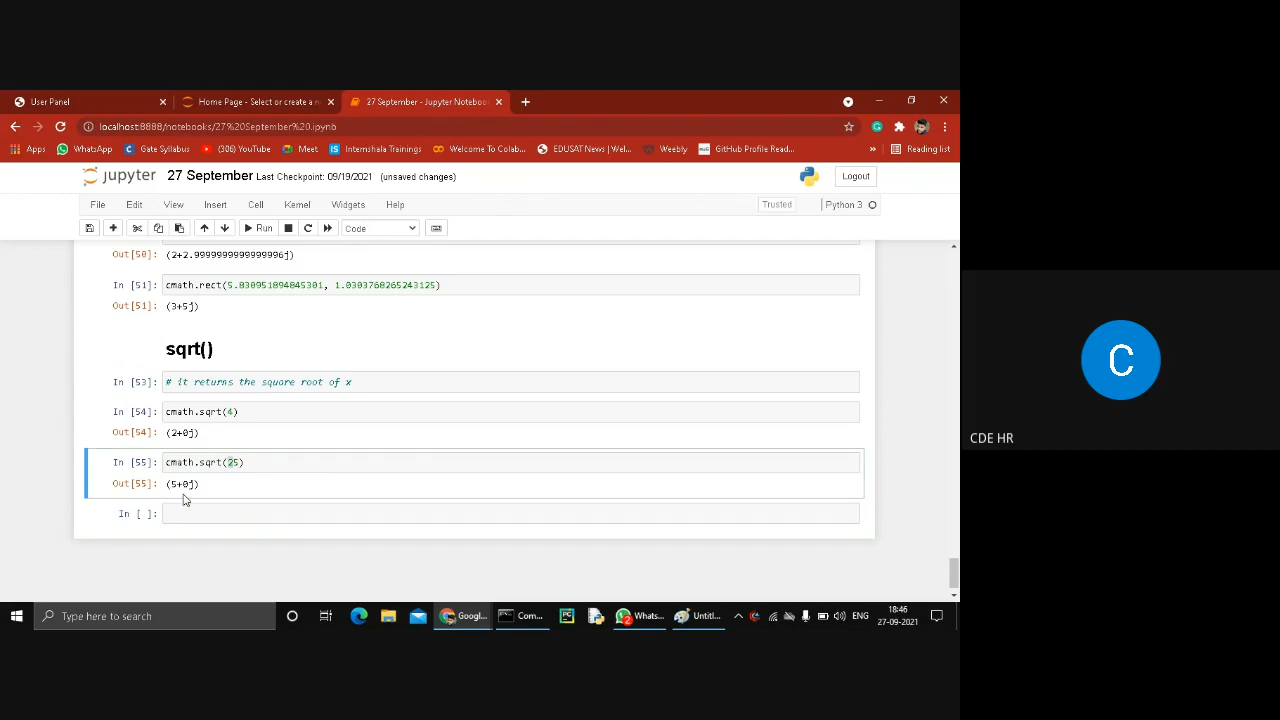 User Panel
Home Page - Select or create a n
27 September - Jupyter Noteboo
localhost:8888/notebooks/27%20September%20.ipynb
Apps
WhatsApp
Gate Syllabus
(306) YouTube
Meet
Internshala Trainings
Welcome To Colab...
EDUSAT News | Wel...
Weebly
GitHub Profile Read...
»
Reading list
jupyter 27 September Last Checkpoint: 09/19/2021 (unsaved changes)
Logout
File Edit View Insert Cell Kernel Widgets Help
Trusted
Python 3
Run
Code
Out[50]: (2+2.9999999999999996j)
In [51]: cmath.rect(5.830951894845301, 1.0303768265243125)
Out[51]: (3+5j)
sqrt()
In [53]: # it returns the square root of x
In [54]: cmath.sqrt(4)
Out[54]: (2+0j)
In [55]: cmath.sqrt(25)
Out[55]: (5+0j)
In [ ]:
C
CDE HR
Type here to search
Googl...
Com...
Whats...
Untitl...
ENG
18:46
27-09-2021